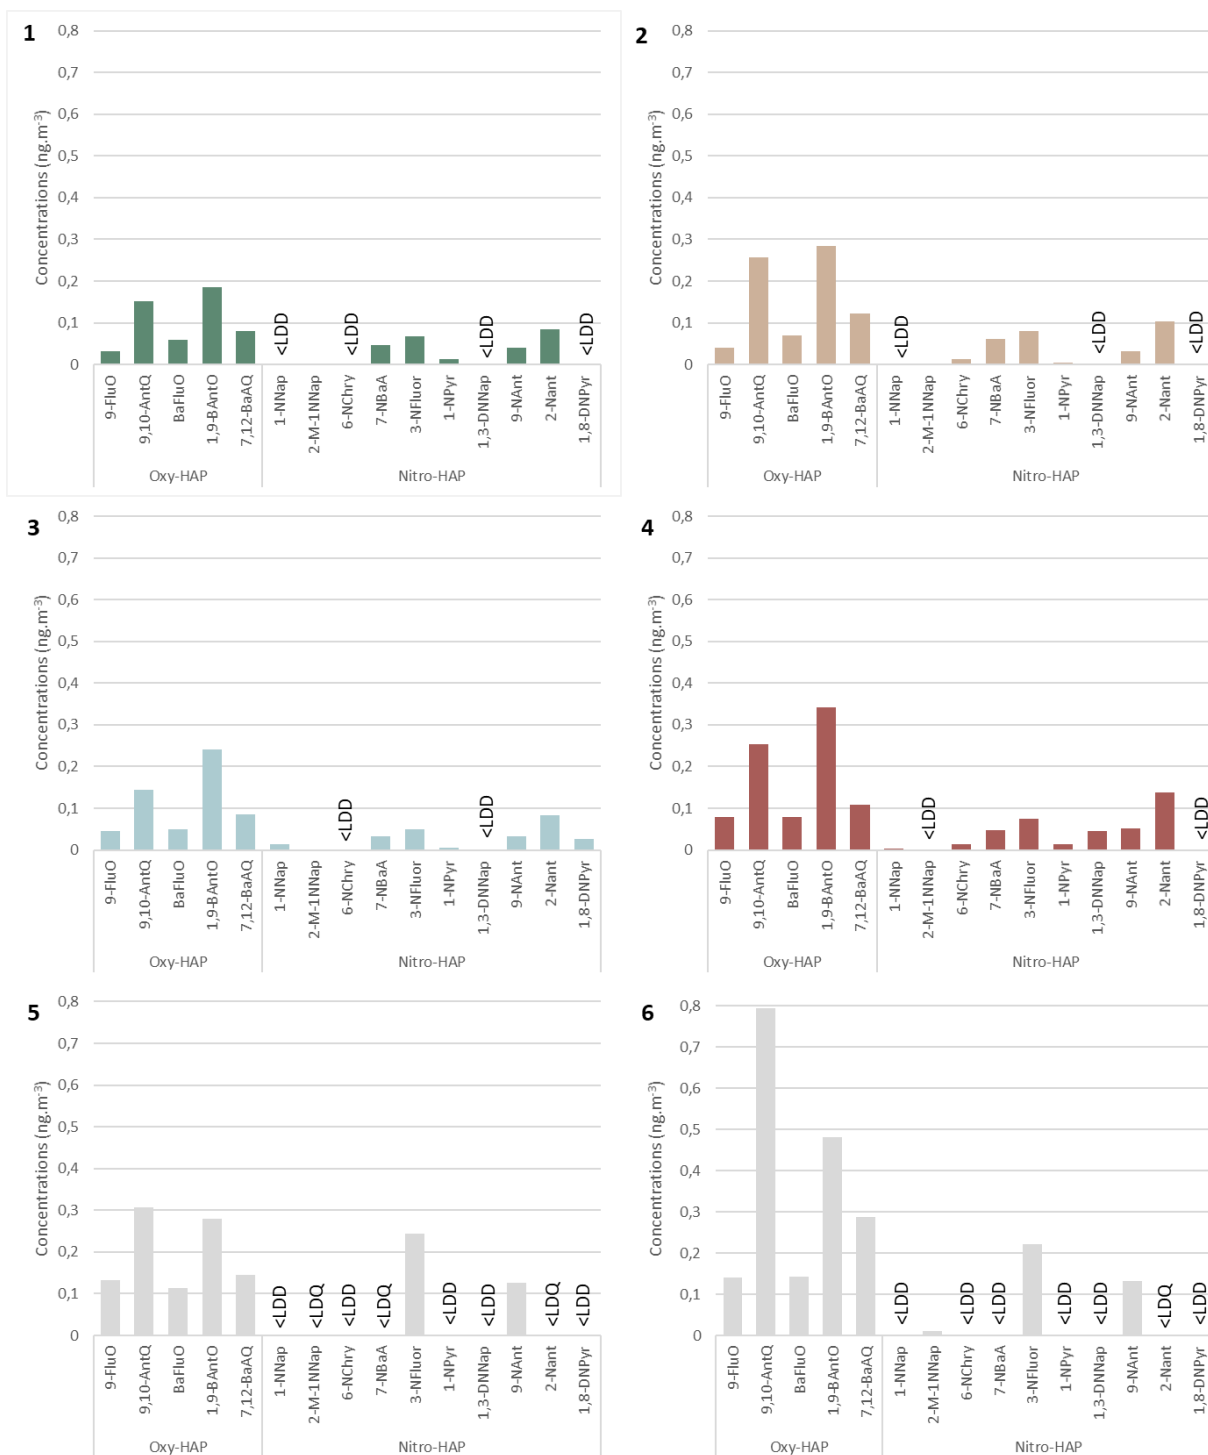 1
Concentrations (ng.m-3)
0,8
0,7
0,6
0,5
0,4
0,3
0,2
0,1
0
<LDD
<LDD
<LDD
<LDD
9-FluO
9,10-AntQ
BaFluO
1,9-BAntO
7,12-BaAQ
1-NNap
2-M-1NNap
6-NChry
7-NBaA
3-NFluor
1-NPyr
1,3-DNNap
9-NAnt
2-Nant
1,8-DNPyr
Oxy-HAP
Nitro-HAP
2
Concentrations (ng.m-3)
0,8
0,7
0,6
0,5
0,4
0,3
0,2
0,1
0
<LDD
<LDD
<LDD
9-FluO
9,10-AntQ
BaFluO
1,9-BAntO
7,12-BaAQ
1-NNap
2-M-1NNap
6-NChry
7-NBaA
3-NFluor
1-NPyr
1,3-DNNap
9-NAnt
2-Nant
1,8-DNPyr
Oxy-HAP
Nitro-HAP
3
Concentrations (ng.m-3)
0,8
0,7
0,6
0,5
0,4
0,3
0,2
0,1
0
<LDD
<LDD
9-FluO
9,10-AntQ
BaFluO
1,9-BAntO
7,12-BaAQ
1-NNap
2-M-1NNap
6-NChry
7-NBaA
3-NFluor
1-NPyr
1,3-DNNap
9-NAnt
2-Nant
1,8-DNPyr
Oxy-HAP
Nitro-HAP
4
Concentrations (ng.m-3)
0,8
0,7
0,6
0,5
0,4
0,3
0,2
0,1
0
<LDD
<LDD
9-FluO
9,10-AntQ
BaFluO
1,9-BAntO
7,12-BaAQ
1-NNap
2-M-1NNap
6-NChry
7-NBaA
3-NFluor
1-NPyr
1,3-DNNap
9-NAnt
2-Nant
1,8-DNPyr
Oxy-HAP
Nitro-HAP
5
Concentrations (ng.m-3)
0,8
0,7
0,6
0,5
0,4
0,3
0,2
0,1
0
<LDD
<LDQ
<LDD
<LDQ
<LDD
<LDD
<LDQ
<LDD
9-FluO
9,10-AntQ
BaFluO
1,9-BAntO
7,12-BaAQ
1-NNap
2-M-1NNap
6-NChry
7-NBaA
3-NFluor
1-NPyr
1,3-DNNap
9-NAnt
2-Nant
1,8-DNPyr
Oxy-HAP
Nitro-HAP
6
Concentrations (ng.m-3)
0,8
0,7
0,6
0,5
0,4
0,3
0,2
0,1
0
<LDD
<LDD
<LDD
<LDD
<LDD
<LDQ
<LDD
9-FluO
9,10-AntQ
BaFluO
1,9-BAntO
7,12-BaAQ
1-NNap
2-M-1NNap
6-NChry
7-NBaA
3-NFluor
1-NPyr
1,3-DNNap
9-NAnt
2-Nant
1,8-DNPyr
Oxy-HAP
Nitro-HAP